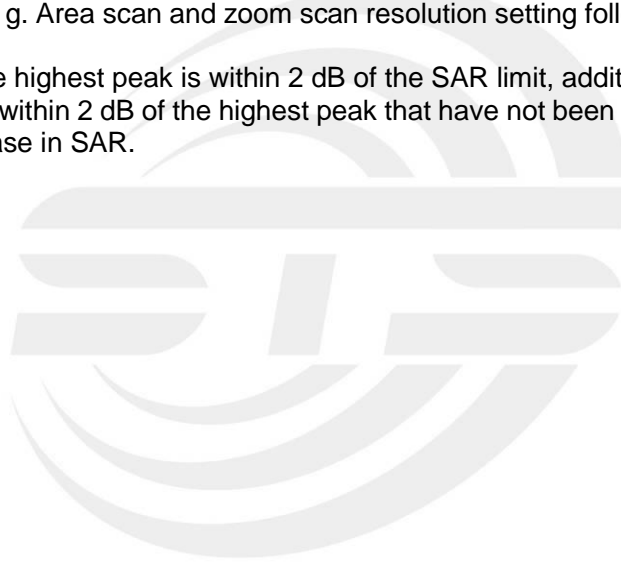 g. Area scan and zoom scan resolution setting foll
e highest peak is within 2 dB of the SAR limit, addit
within 2 dB of the highest peak that have not been
ase in SAR.
STS